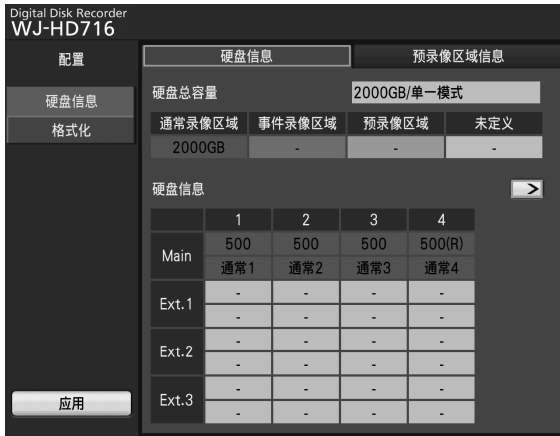 Digital Disk Recorder
WJ-HD716
配置
硬盘信息
格式化
应用
硬盘信息 预录像区域信息
硬盘总容量 2000GB/单一模式
通常录像区域 事件录像区域 预录像区域 未定义
2000GB - - -
硬盘信息 >
1 2 3 4
Main 500 500 500 500(R)
通常1 通常2 通常3 通常4
Ext.1 - - - -
- - - -
Ext.2 - - - -
- - - -
Ext.3 - - - -
- - - -